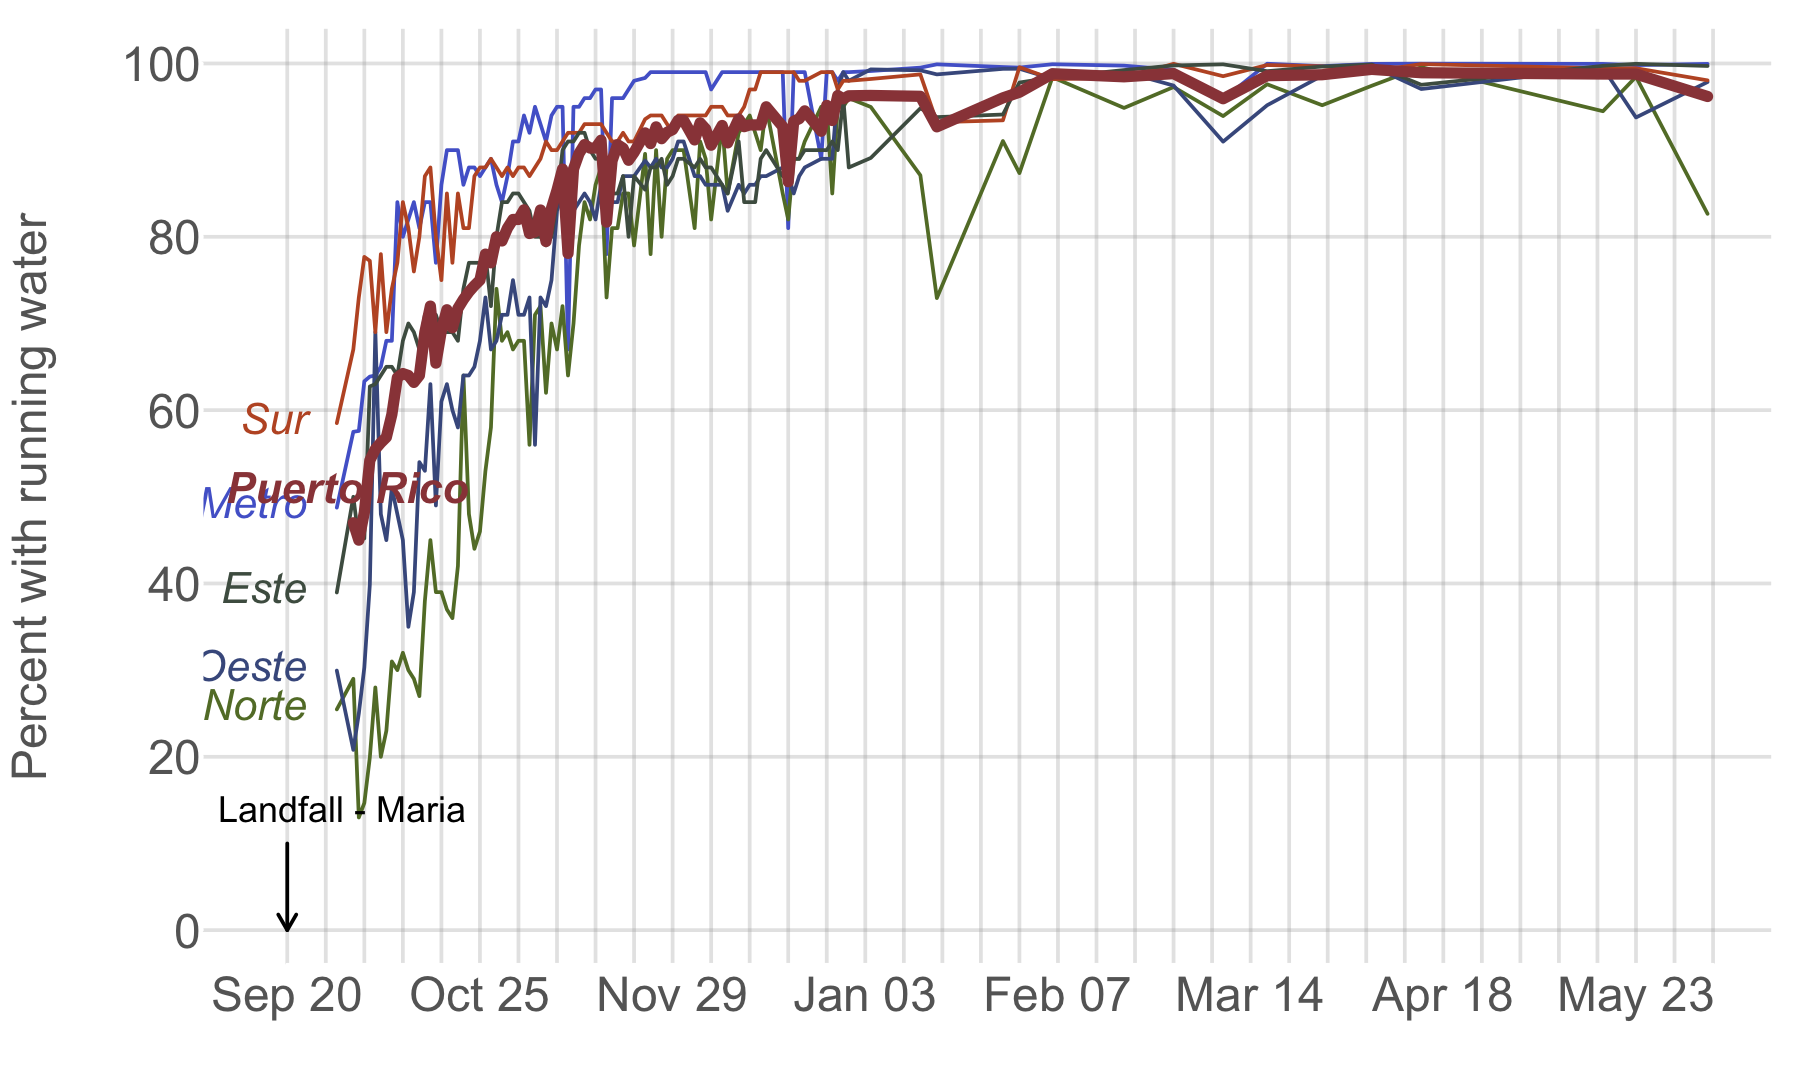 Percent with running water
100
80
60
40
20
0
Sur
Puerto Rico
Metro
Este
Oeste
Norte
Landfall - Maria
Sep 20 Oct 25 Nov 29 Jan 03 Feb 07 Mar 14 Apr 18 May 23